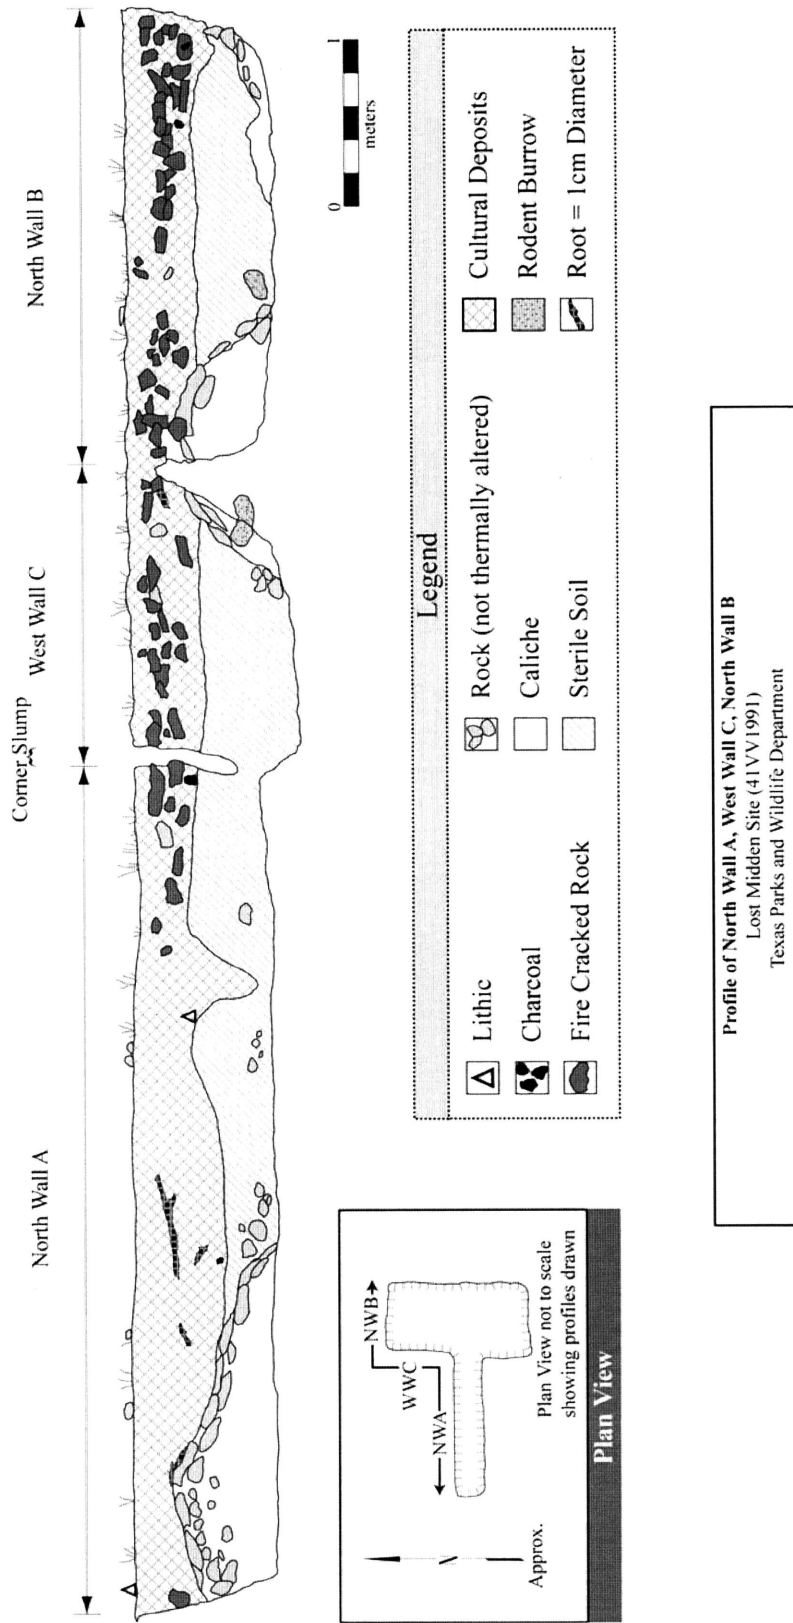 North Wall A
Corner Slump
West Wall C
North Wall B
0
1
meters
Legend
Lithic
Rock (not thermally altered)
Cultural Deposits
Charcoal
Caliche
Rodent Burrow
Fire Cracked Rock
Sterile Soil
Root = 1cm Diameter
NWA
WWC
NWB
N
Approx.
Plan View not to scale
showing profiles drawn
Plan View
Profile of North Wall A, West Wall C, North Wall B
Lost Midden Site (41VV1991)
Texas Parks and Wildlife Department